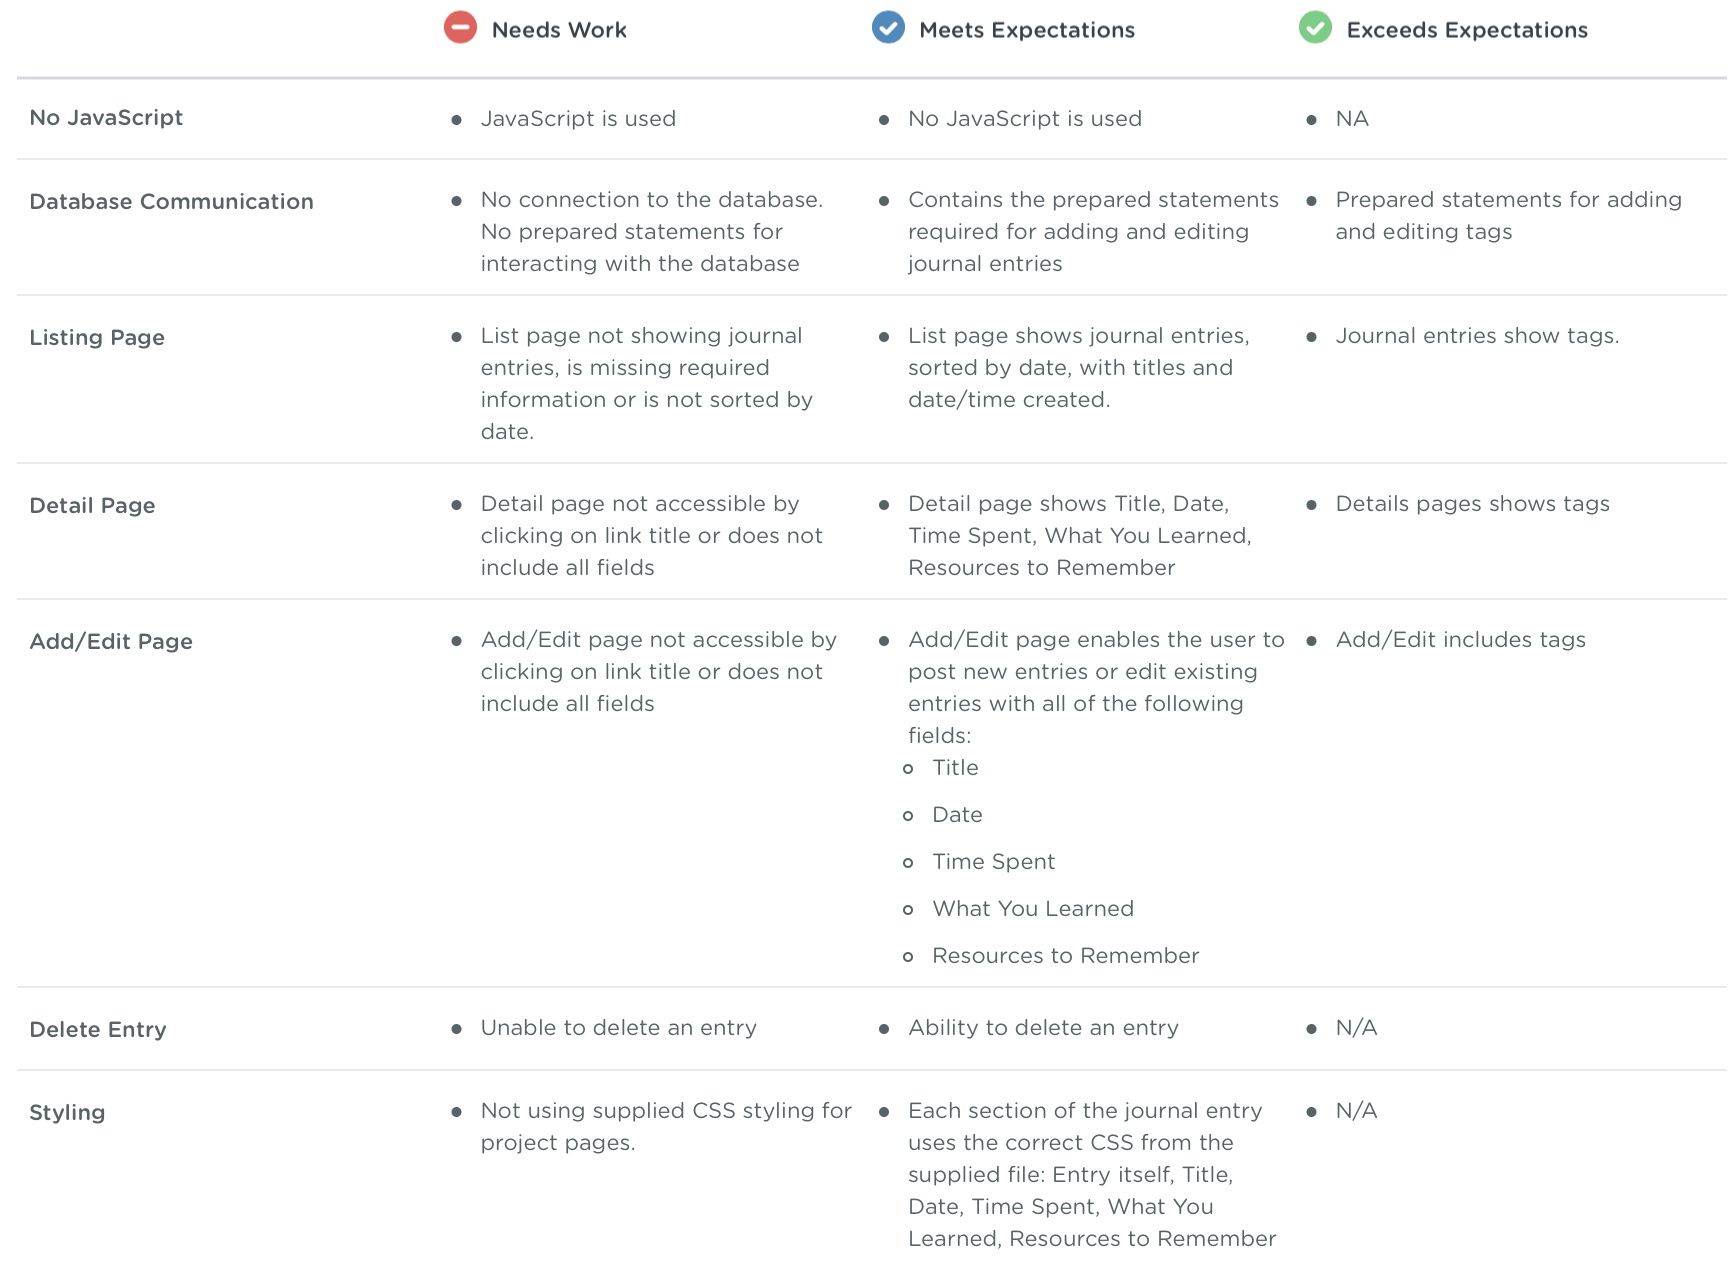 Needs Work
Meets Expectations
Exceeds Expectations
No JavaScript
JavaScript is used
No JavaScript is used
NA
Database Communication
No connection to the database.
No prepared statements for
interacting with the database
Contains the prepared statements
required for adding and editing
journal entries
Prepared statements for adding
and editing tags
Listing Page
List page not showing journal
entries, is missing required
information or is not sorted by
date.
List page shows journal entries,
sorted by date, with titles and
date/time created.
Journal entries show tags.
Detail Page
Detail page not accessible by
clicking on link title or does not
include all fields
Detail page shows Title, Date,
Time Spent, What You Learned,
Resources to Remember
Details pages shows tags
Add/Edit Page
Add/Edit page not accessible by
clicking on link title or does not
include all fields
Add/Edit page enables the user to
post new entries or edit existing
entries with all of the following
fields:
Title
Date
Time Spent
What You Learned
Resources to Remember
Add/Edit includes tags
Delete Entry
Unable to delete an entry
Ability to delete an entry
N/A
Styling
Not using supplied CSS styling for
project pages.
Each section of the journal entry
uses the correct CSS from the
supplied file: Entry itself, Title,
Date, Time Spent, What You
Learned, Resources to Remember
N/A